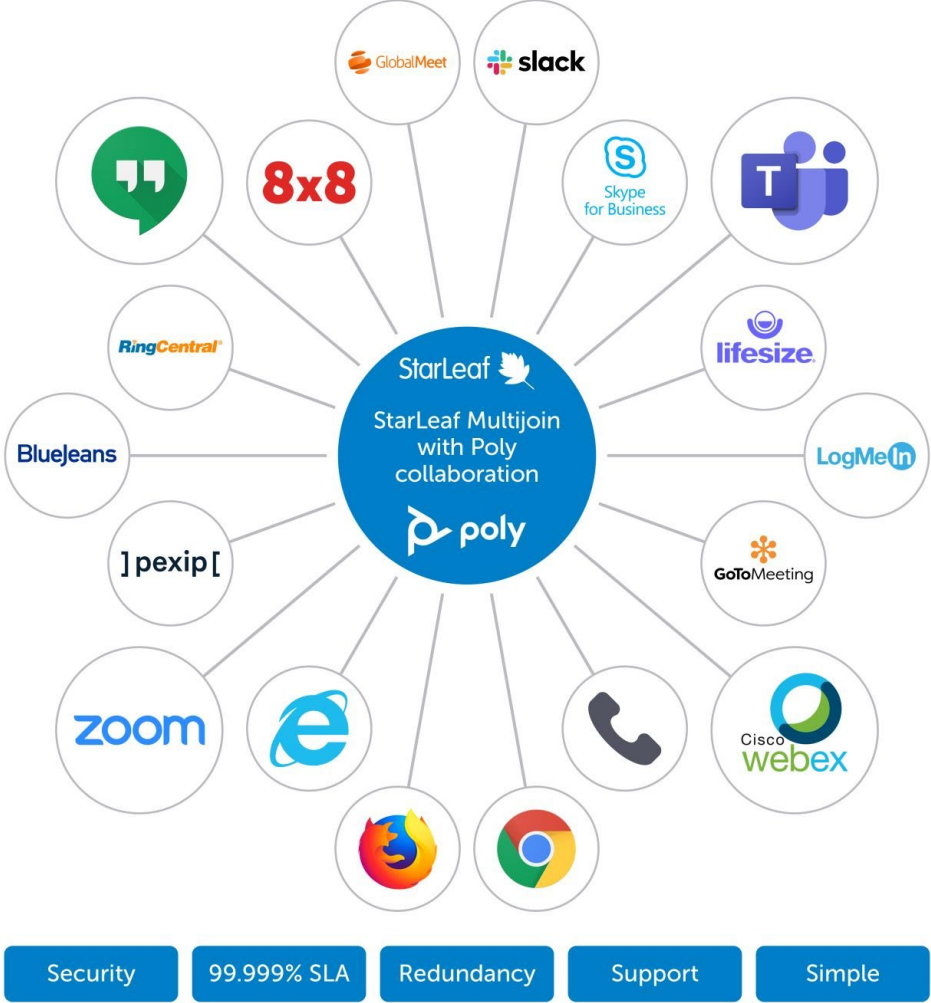 GlobalMeet
slack
8x8
S
Skype
for Business
T
RingCentral®
lifesize.
StarLeaf
StarLeaf Multijoin
with Poly
collaboration
poly
BlueJeans
LogMeIn
]pexip[
GoToMeeting
zoom
e
Cisco
webex
Security
99.999% SLA
Redundancy
Support
Simple